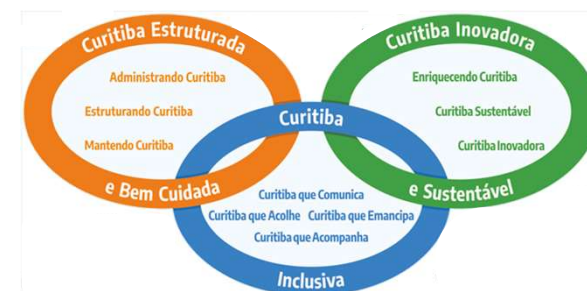 Curitiba Estruturada
e Bem Cuidada
Administrando Curitiba
Estruturando Curitiba
Mantendo Curitiba
Curitiba
Inclusiva
Curitiba que Comunica
Curitiba que Acolhe Curitiba que Emancipa
Curitiba que Acompanha
Curitiba Inovadora
e Sustentável
Enriquecendo Curitiba
Curitiba Sustentável
Curitiba Inovadora